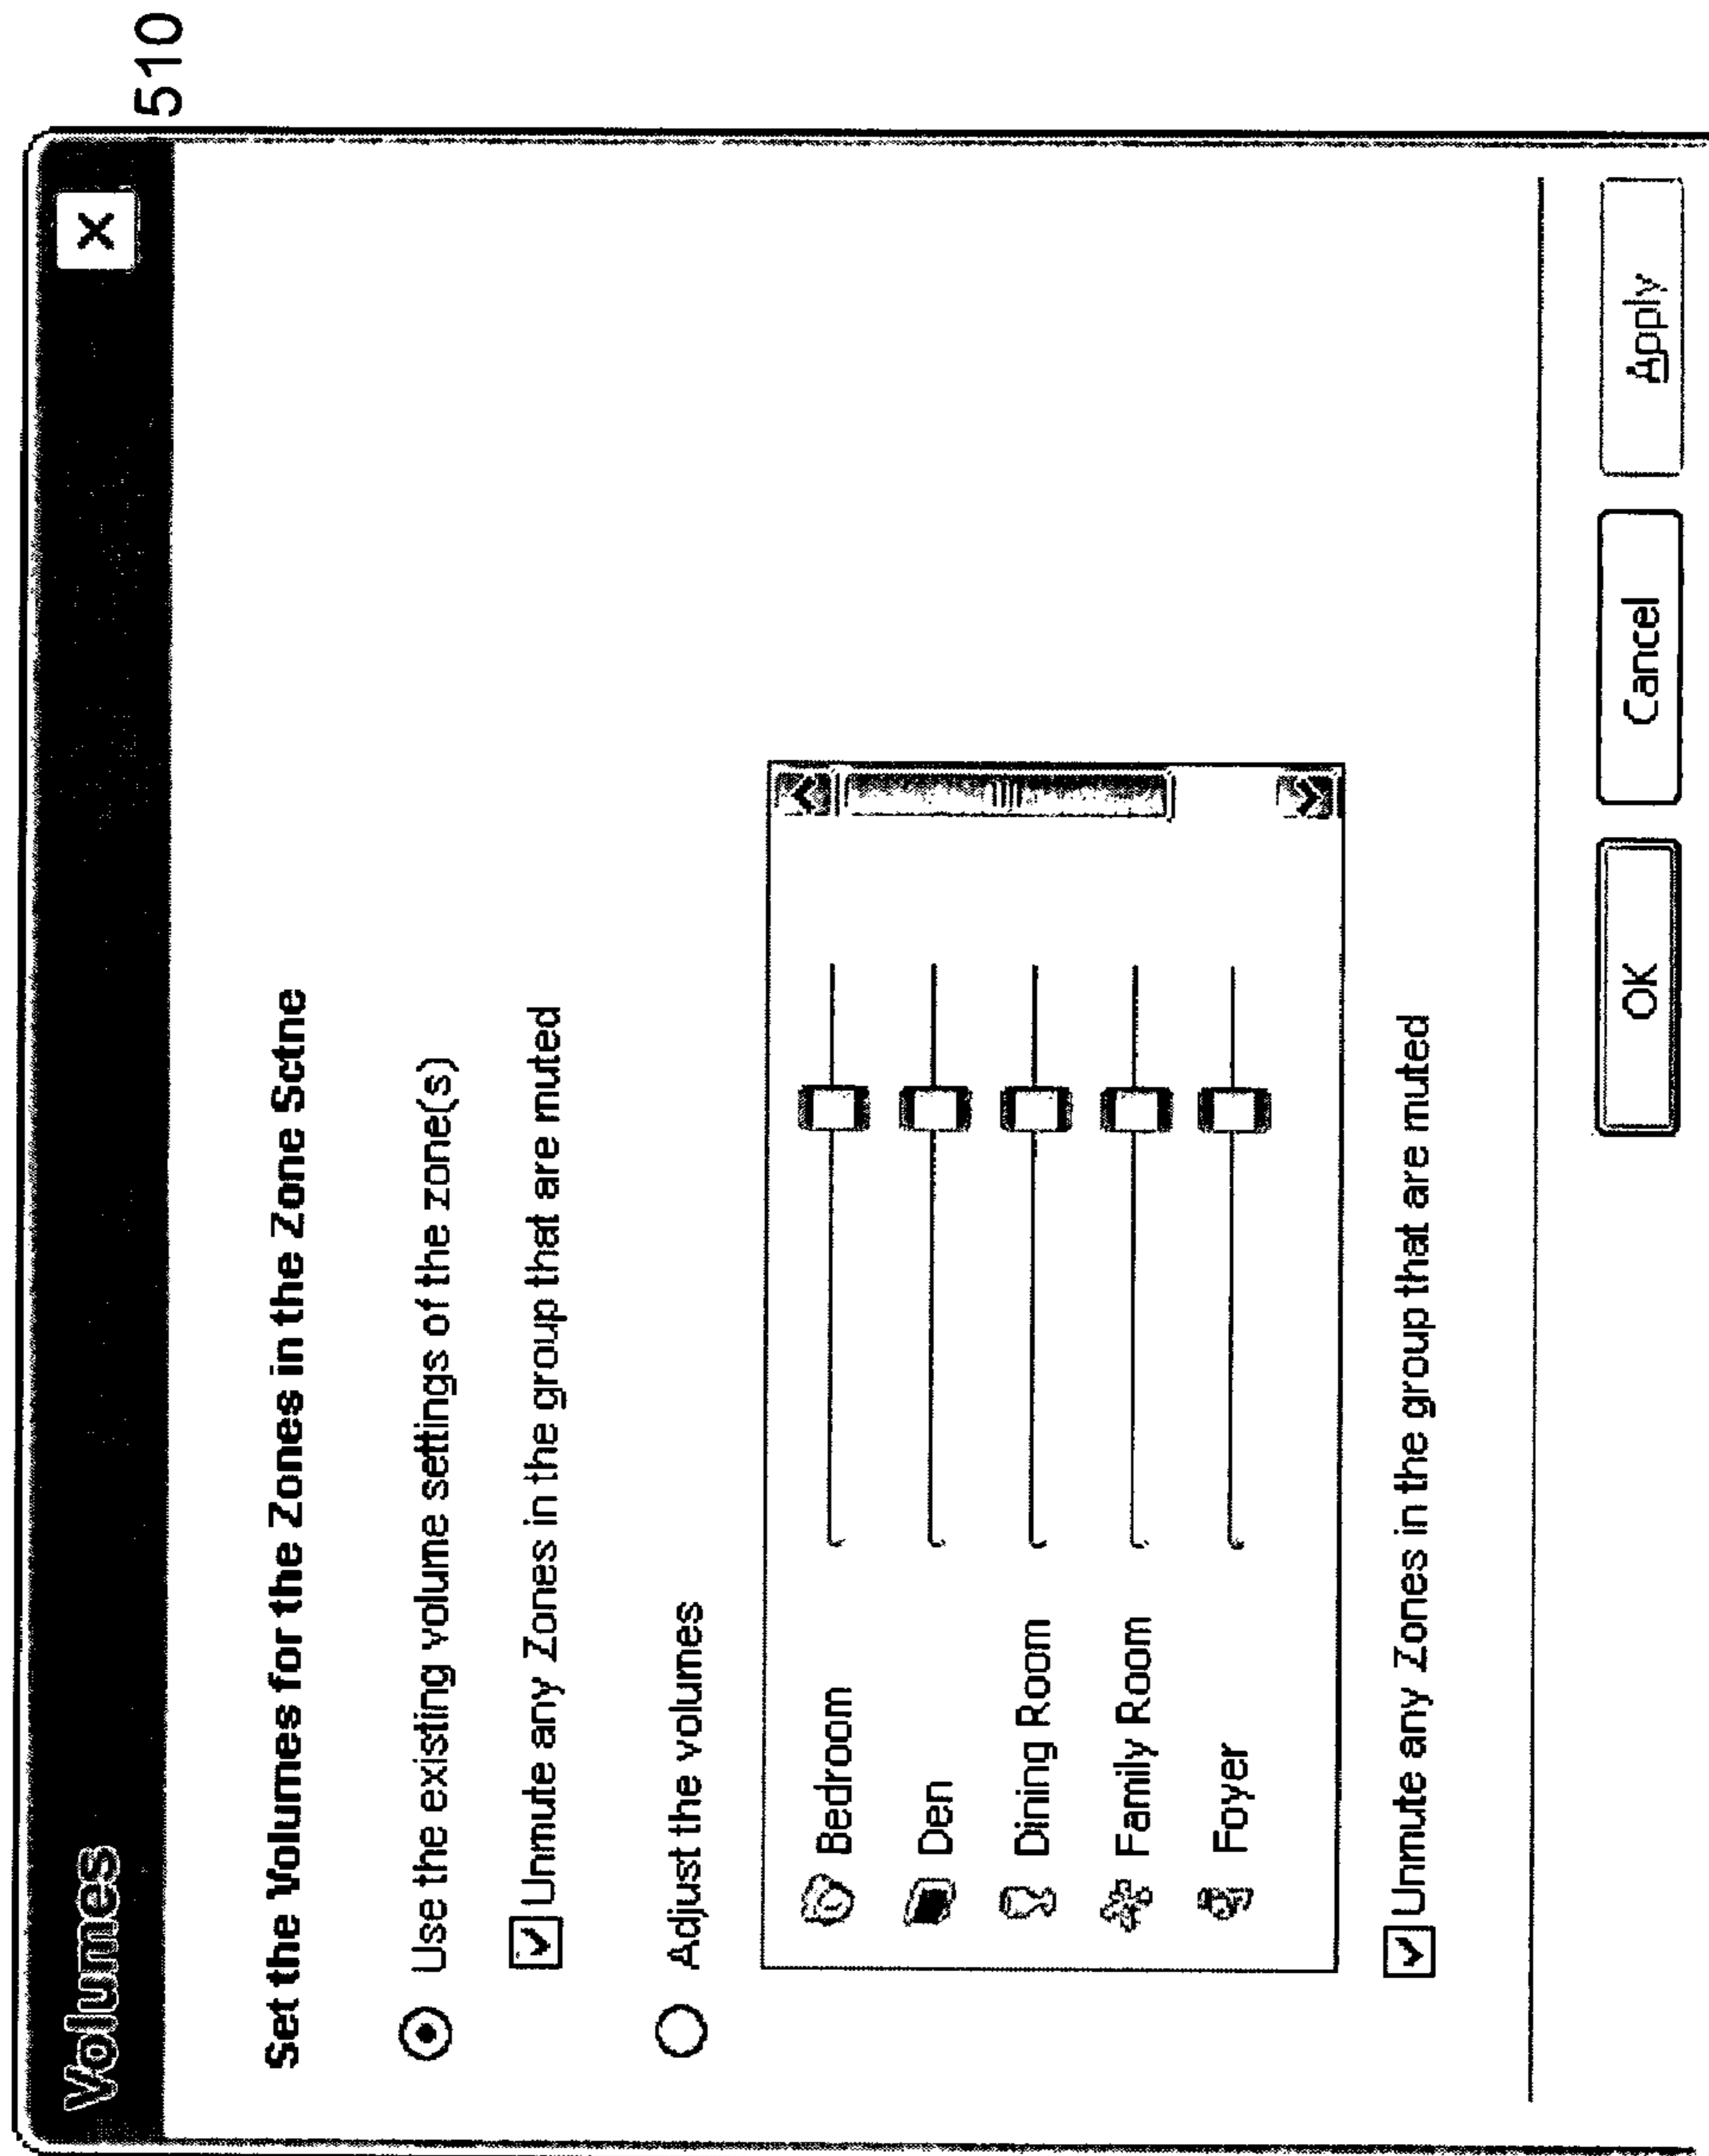 510
Volumes
Set the Volumes for the Zones in the Zone Sctne
Use the existing volume settings of the zone(s)
Unmute any Zones in the group that are muted
Adjust the volumes
Bedroom
Den
Dining Room
Family Room
Foyer
Unmute any Zones in the group that are muted
OK Cancel Apply